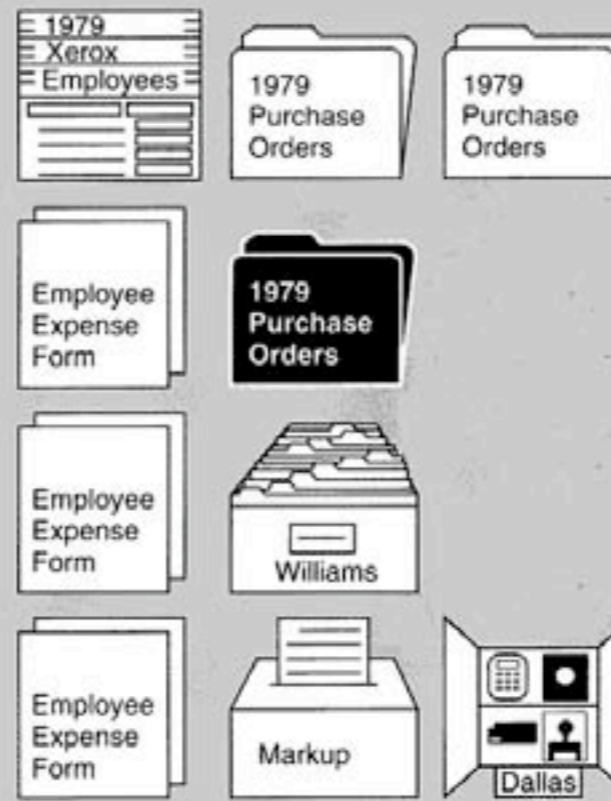 1979
Xerox
Employees
1979
Purchase
Orders
1979
Purchase
Orders
Employee
Expense
Form
1979
Purchase
Orders
Employee
Expense
Form
Williams
Employee
Expense
Form
Markup
Dallas